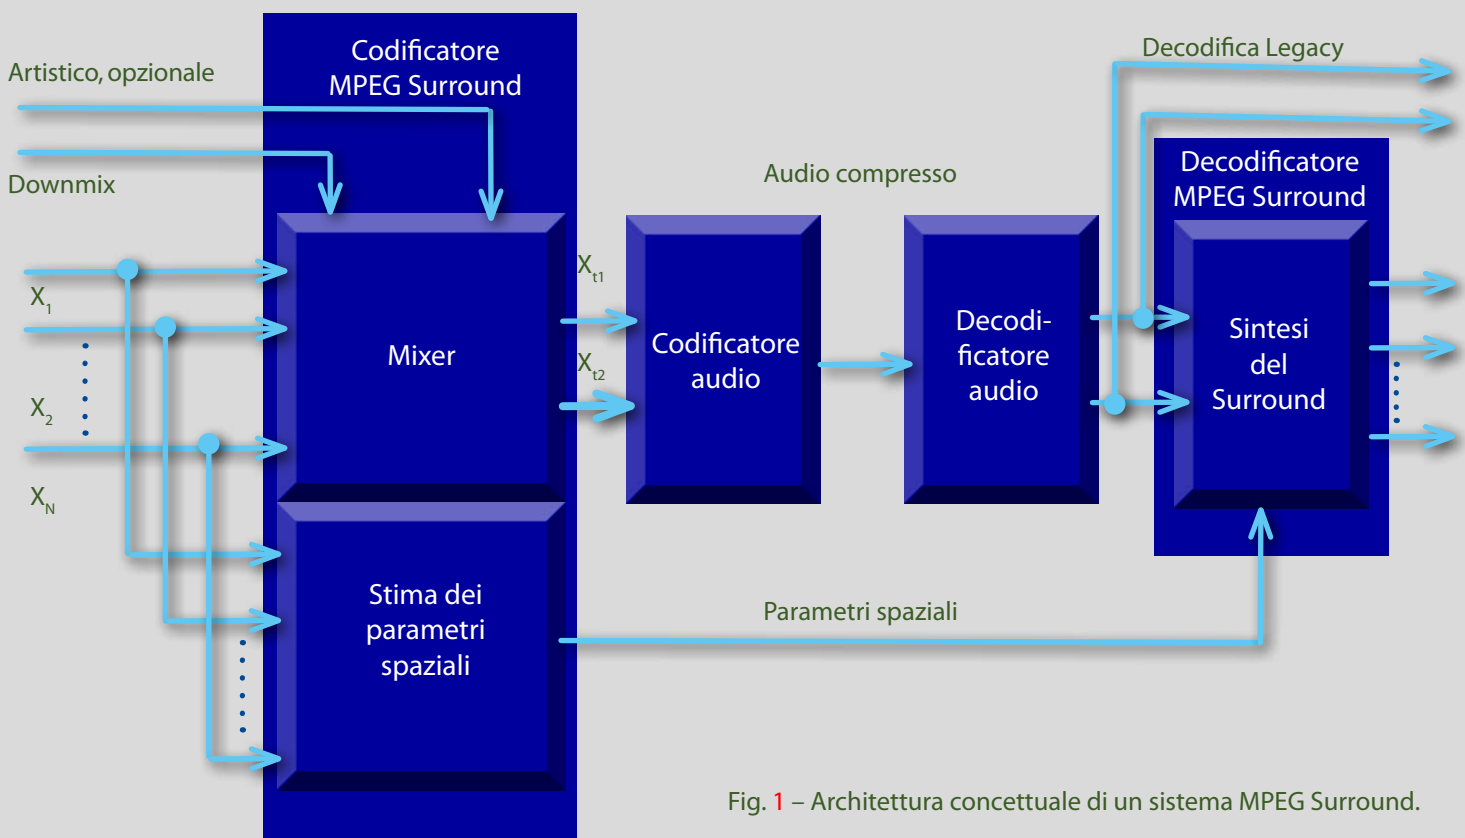 Codificatore
MPEG Surround
Artistico, opzionale
Downmix
Decodifica Legacy
Audio compresso
Decodificatore
MPEG Surround
X1
X2
XN
Mixer
Xt1
Xt2
Codificatore
audio
Decodi-
ficatore
audio
Sintesi
del
Surround
Stima dei
parametri
spaziali
Parametri spaziali
Fig. 1 – Architettura concettuale di un sistema MPEG Surround.